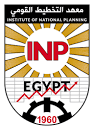 معهد التخطيط القومي
INSTITUTE OF NATIONAL PLANNING
INP
EGYPT
1960